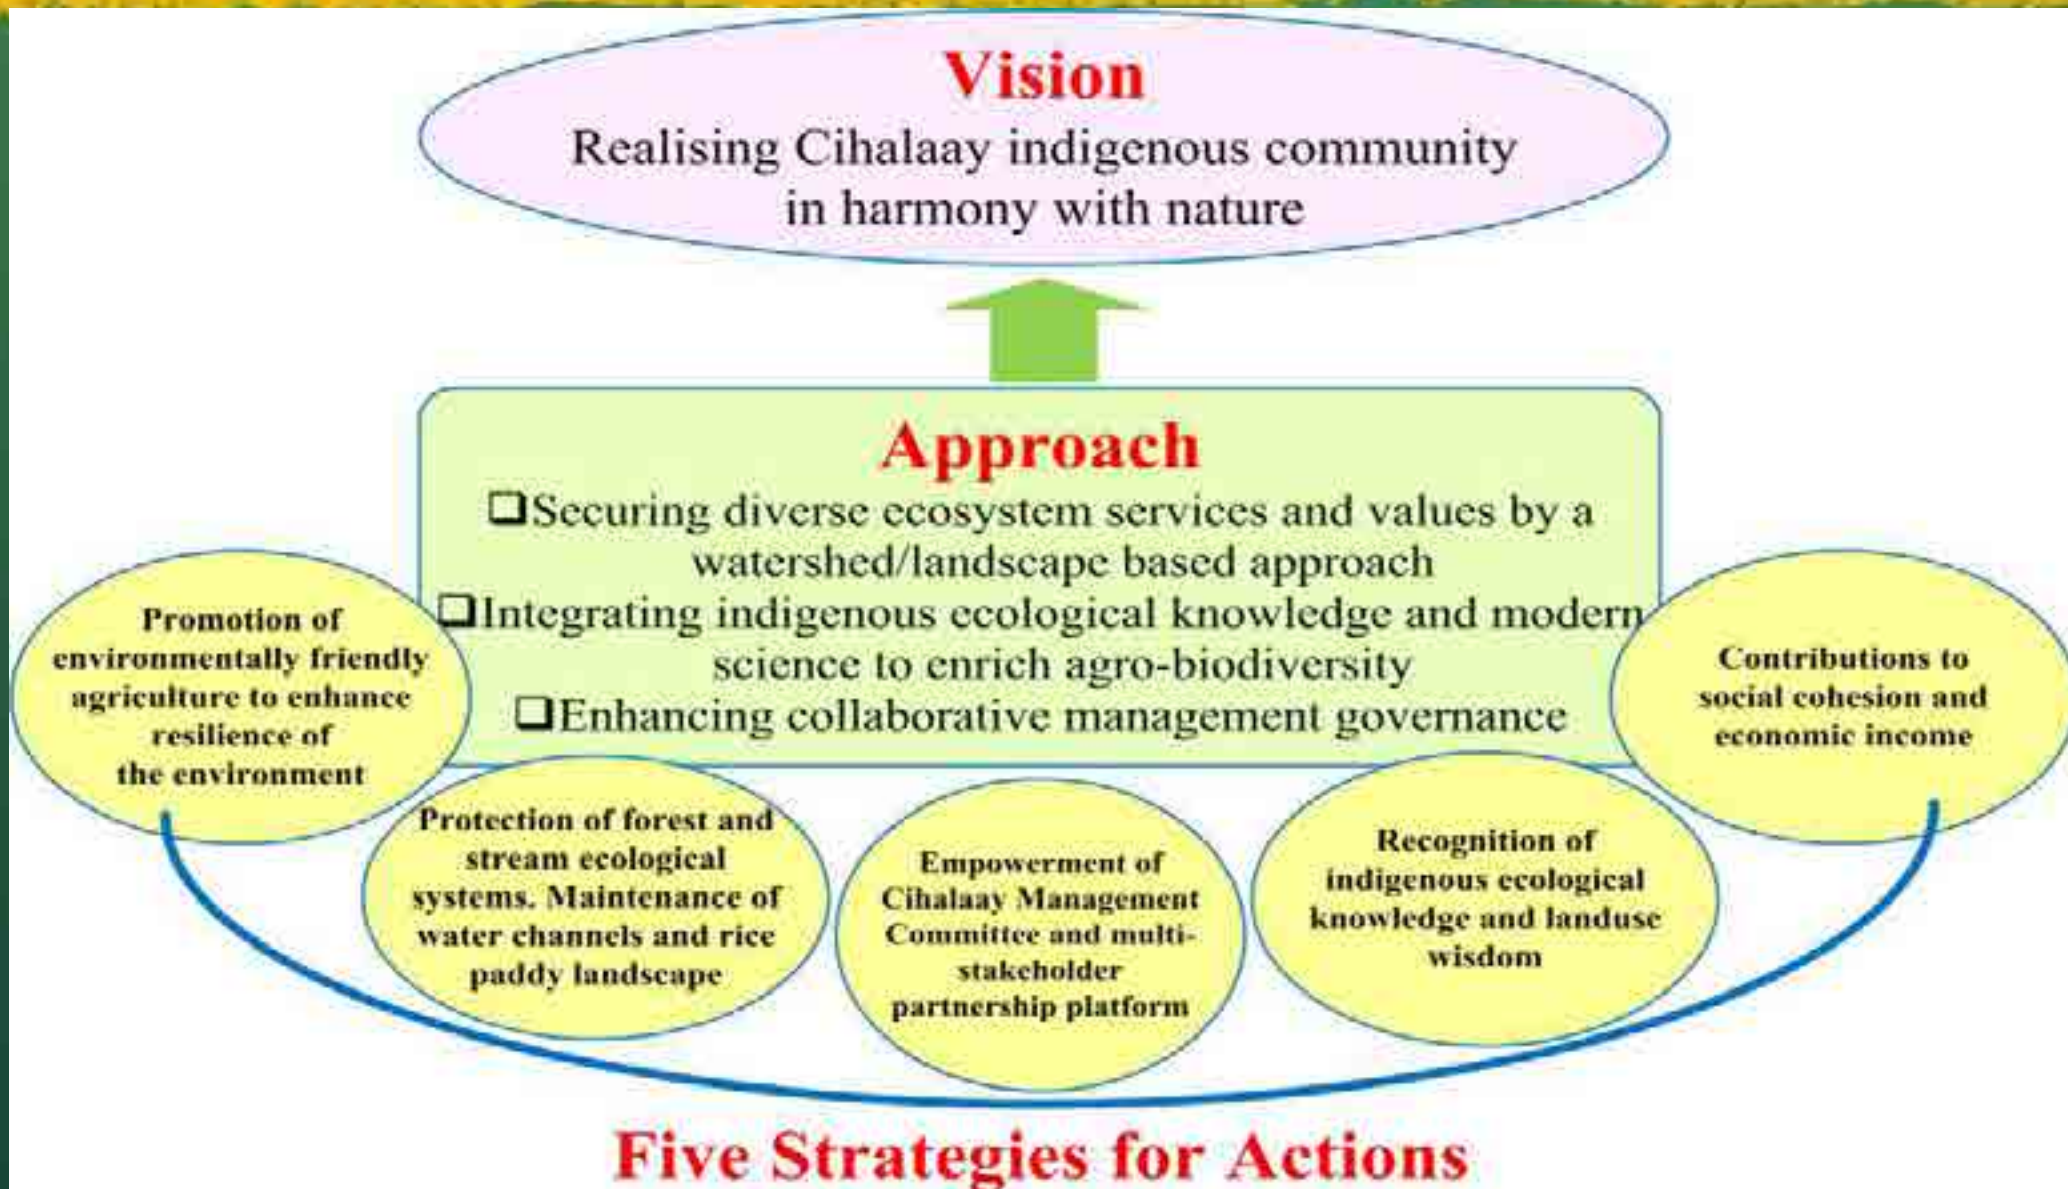 Vision
Realising Cihalaay indigenous community
in harmony with nature
Approach
❑Securing diverse ecosystem services and values by a
watershed/landscape based approach
❑Integrating indigenous ecological knowledge and modern
science to enrich agro-biodiversity
❑Enhancing collaborative management governance
Promotion of
environmentally friendly
agriculture to enhance
resilience of
the environment
Protection of forest and
stream ecological
systems. Maintenance of
water channels and rice
paddy landscape
Empowerment of
Cihalaay Management
Committee and multi-
stakeholder
partnership platform
Recognition of
indigenous ecological
knowledge and landuse
wisdom
Contributions to
social cohesion and
economic income
Five Strategies for Actions